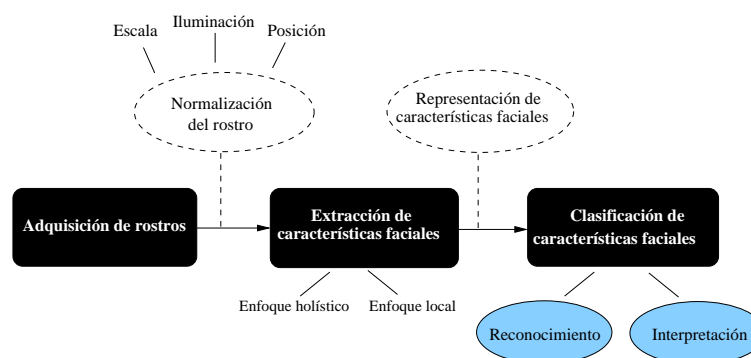 Escala
Iluminación
Posición
Normalización
del rostro
Representación de
características faciales
Adquisición de rostros
Extracción de
características faciales
Clasificación de
características faciales
Enfoque holístico
Enfoque local
Reconocimiento
Interpretación